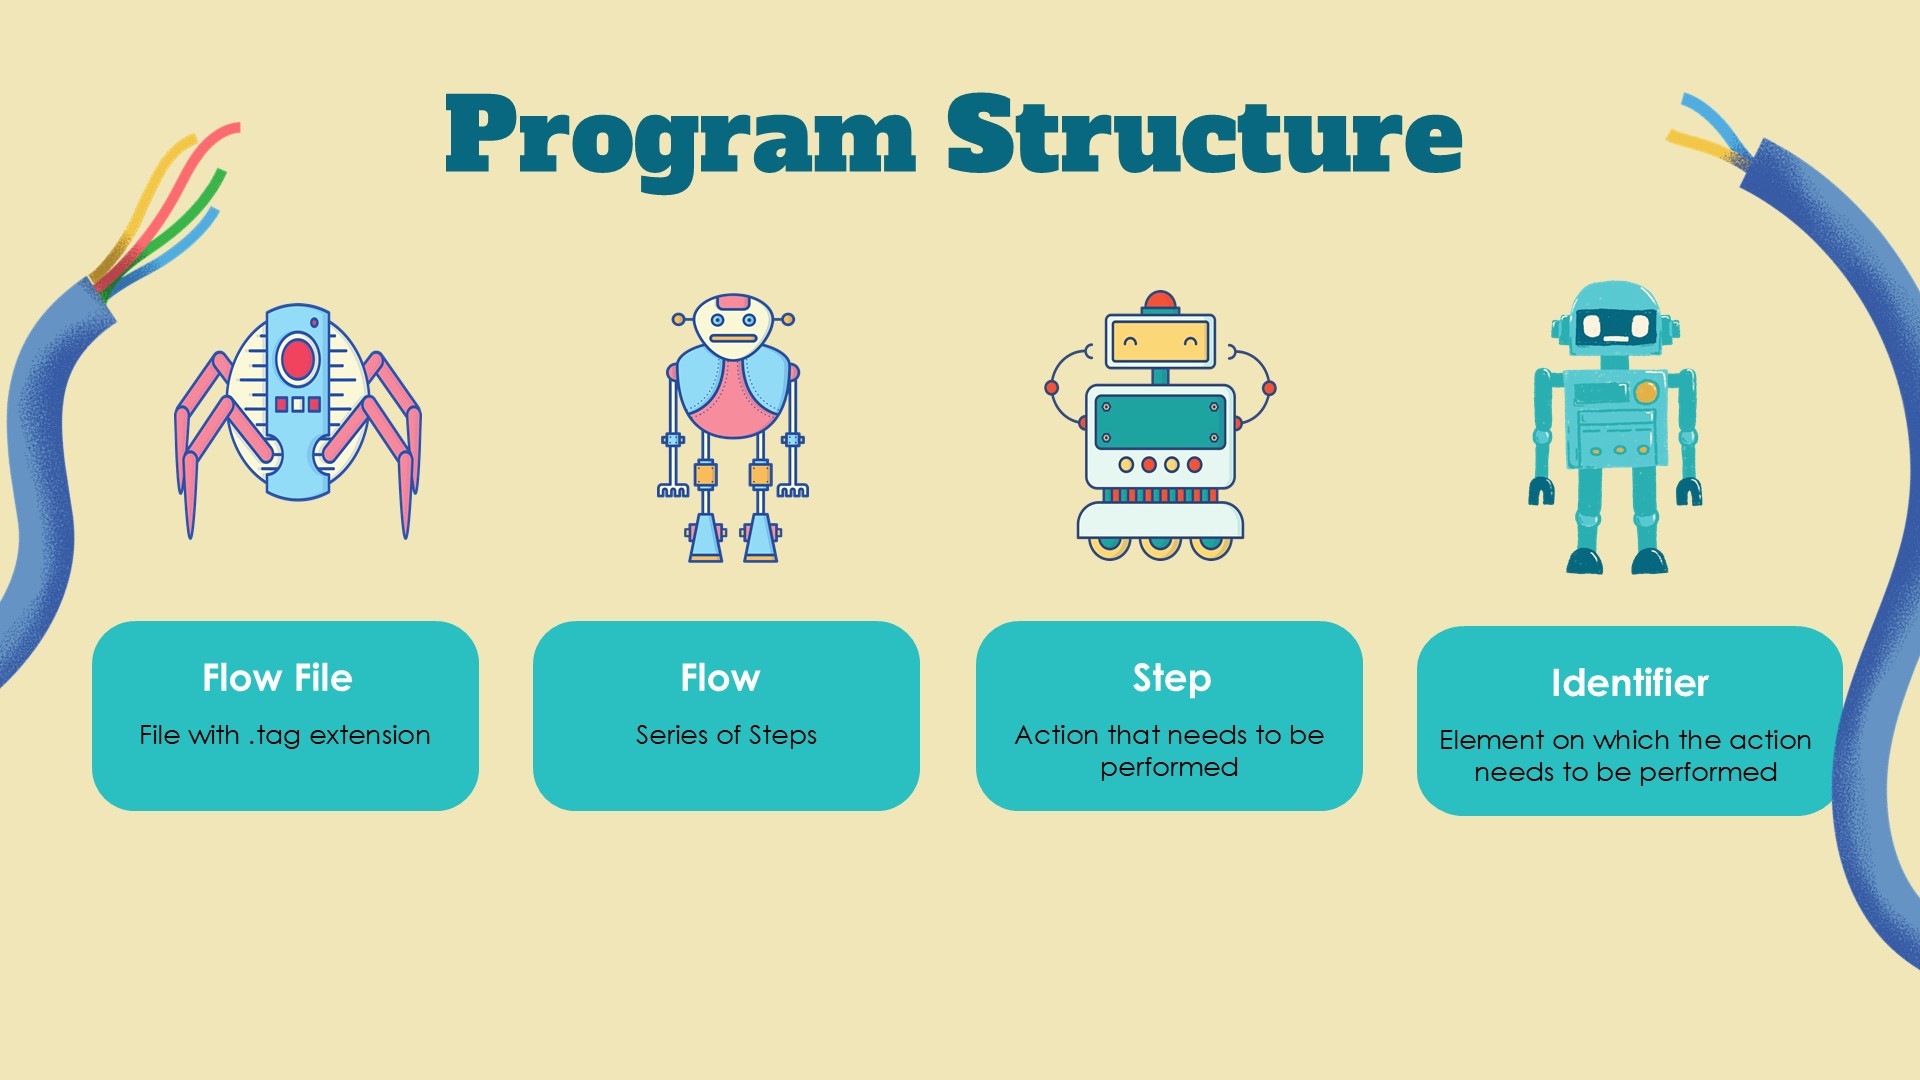 Program Structure
Flow File
File with .tag extension
Flow
Series of Steps
Step
Action that needs to be
performed
Identifier
Element on which the action
needs to be performed